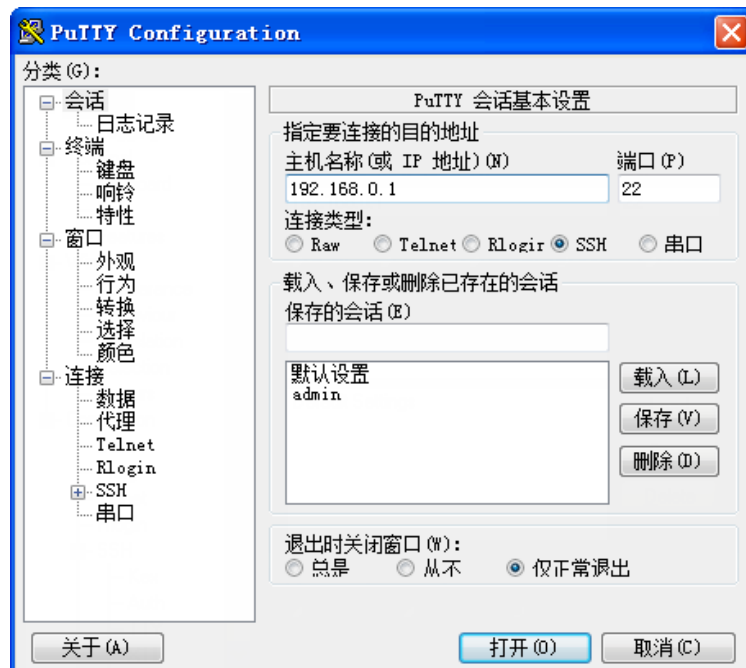 PuTTY Configuration
分类(G):
会话
日志记录
终端
键盘
响铃
特性
窗口
外观
行为
转换
选择
颜色
连接
数据
代理
Telnet
Rlogin
SSH
串口
PuTTY 会话基本设置
指定要连接的目的地址
主机名称(或 IP 地址)(N) 端口(P)
192.168.0.1 22
连接类型:
Raw Telnet Rlogir SSH 串口
载入、保存或删除已存在的会话
保存的会话(E)
默认设置
admin
载入(L)
保存(V)
删除(D)
退出时关闭窗口(W):
总是 从不 仅正常退出
关于(A) 打开(O) 取消(C)